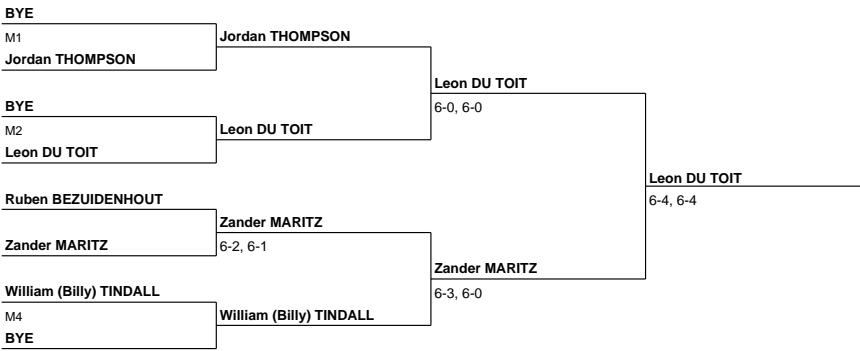 BYE
M1
Jordan THOMPSON
Jordan THOMPSON
BYE
M2
Leon DU TOIT
Leon DU TOIT
Leon DU TOIT
6-0, 6-0
Ruben BEZUIDENHOUT
Zander MARITZ
Zander MARITZ
6-2, 6-1
William (Billy) TINDALL
M4
BYE
William (Billy) TINDALL
Zander MARITZ
6-3, 6-0
Leon DU TOIT
6-4, 6-4